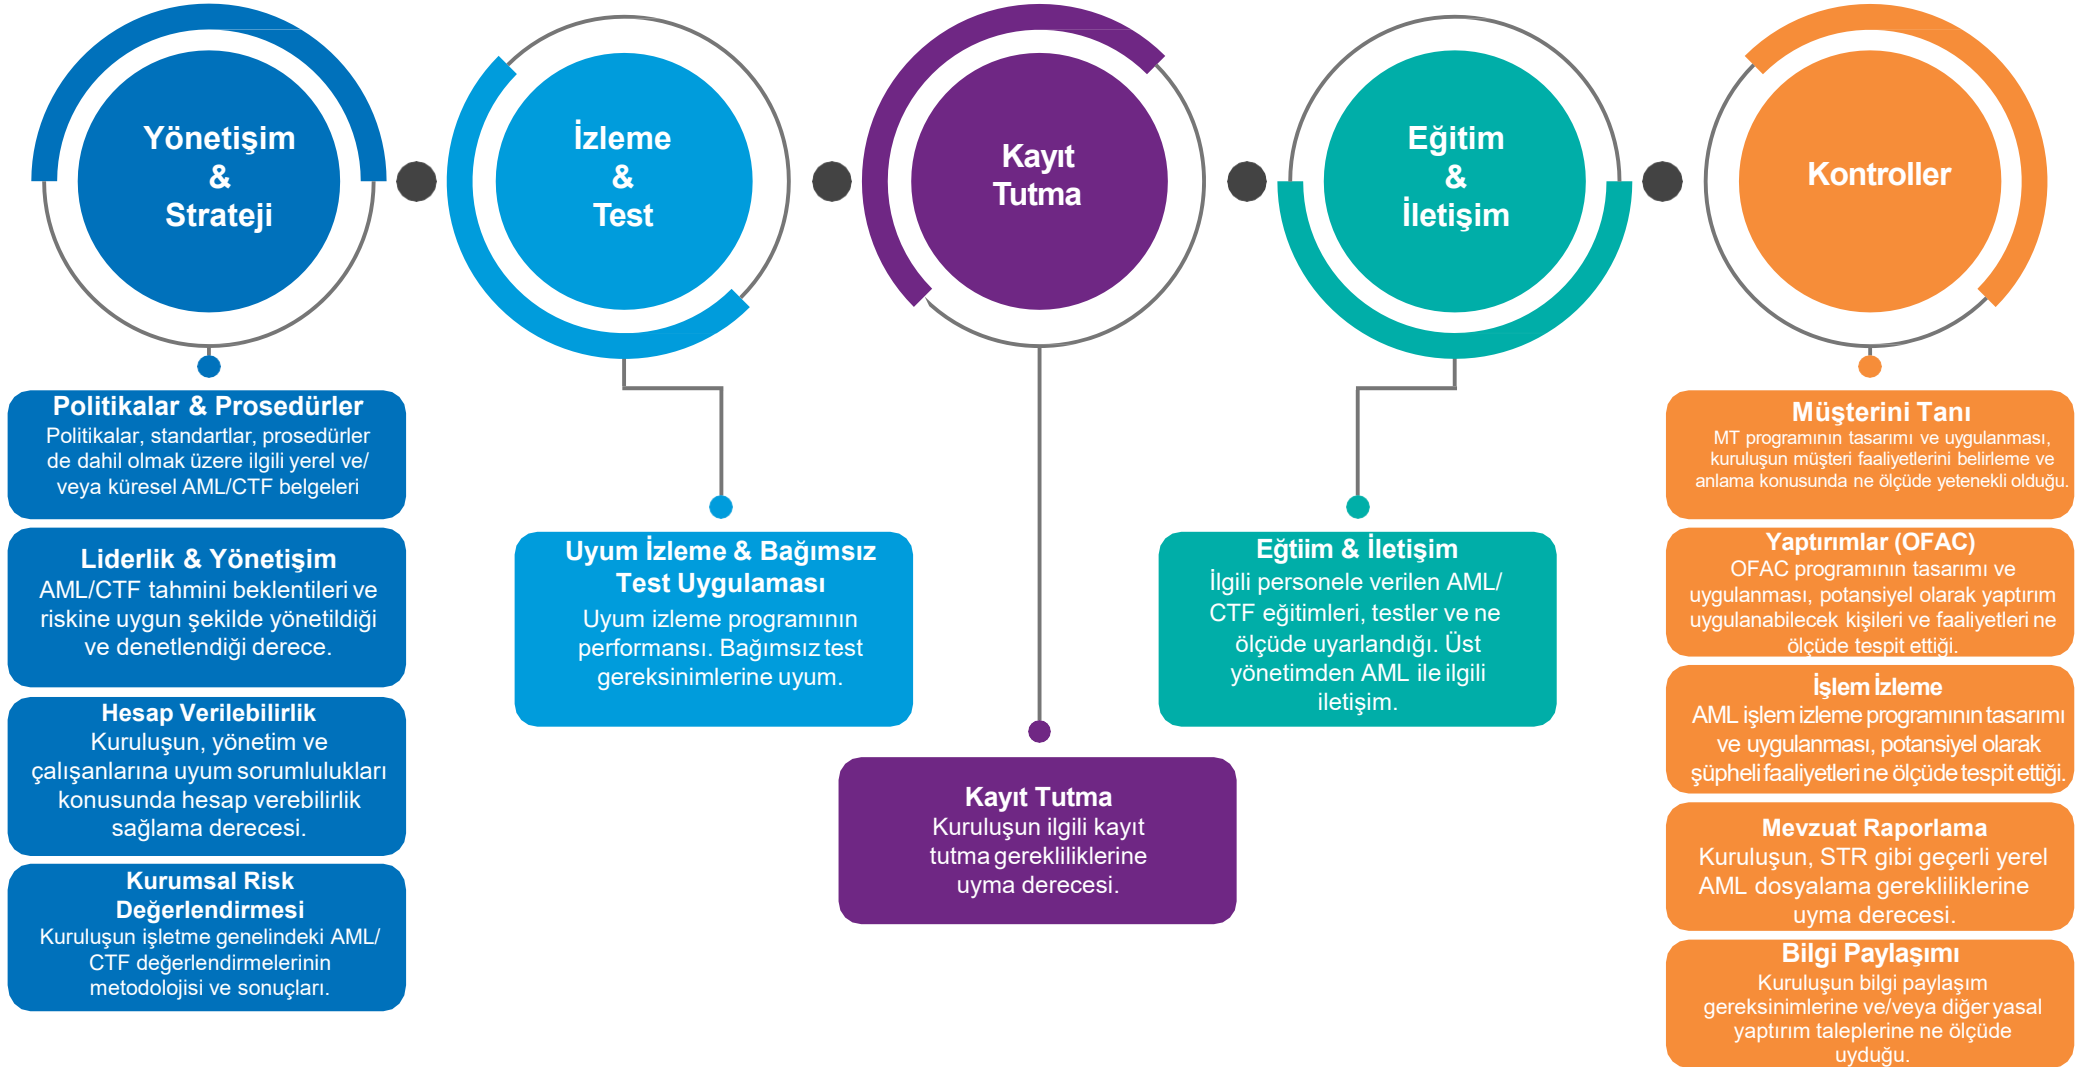 Yönetişim
&
Strateji
İzleme
&
Test
Kayıt
Tutma
Eğitim
&
İletişim
Kontroller
Politikalar & Prosedürler
Politikalar, standartlar, prosedürler
de dahil olmak üzere ilgili yerel ve/
veya küresel AML/CTF belgeleri
Liderlik & Yönetişim
AML/CTF tahmini beklentileri ve
riskine uygun şekilde yönetildiği
ve denetlendiği derece.
Hesap Verilebilirlik
Kuruluşun, yönetim ve
çalışanlarına uyum sorumlulukları
konusunda hesap verebilirlik
sağlama derecesi.
Kurumsal Risk
Değerlendirmesi
Kuruluşun işletme genelindeki AML/
CTF değerlendirmelerinin
metodolojisi ve sonuçları.
Uyum İzleme & Bağımsız
Test Uygulaması
Uyum izleme programının
performansı. Bağımsız test
gereksinimlerine uyum.
Kayıt Tutma
Kuruluşun ilgili kayıt
tutma gerekliliklerine
uyma derecesi.
Eğtiim & İletişim
İlgili personele verilen AML/
CTF eğitimleri, testler ve ne
ölçüde uyarlandığı. Üst
yönetimden AML ile ilgili
iletişim.
Müşterini Tanı
MT programının tasarımı ve uygulanması,
kuruluşun müşteri faaliyetlerini belirleme ve
anlama konusunda ne ölçüde yetenekli olduğu.
Yaptırımlar (OFAC)
OFAC programının tasarımı ve
uygulanması, potansiyel olarak yaptırım
uygulanabilecek kişileri ve faaliyetleri ne
ölçüde tespit ettiği.
İşlem İzleme
AML işlem izleme programının tasarımı
ve uygulanması, potansiyel olarak
şüpheli faaliyetleri ne ölçüde tespit ettiği.
Mevzuat Raporlama
Kuruluşun, STR gibi geçerli yerel
AML dosyalama gerekliliklerine
uyma derecesi.
Bilgi Paylaşımı
Kuruluşun bilgi paylaşım
gereksinimlerine ve/veya diğer yasal
yaptırım taleplerine ne ölçüde
uyduğu.